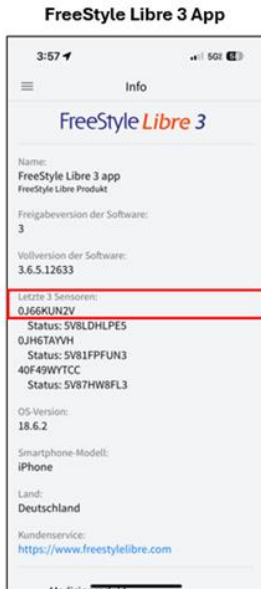 FreeStyle Libre 3 App
3:57
5G
Info
FreeStyle Libre 3
Name:
FreeStyle Libre 3 app
FreeStyle Libre Produkt
Freigabeversion der Software:
3
Vollversion der Software:
3.6.5.12633
Letzte 3 Sensoren:
0J66KUN2V
Status: 5V8LDHLPE5
0JH6TAYVH
Status: 5V81FPFUN3
40F49WYTCC
Status: 5V87HW8FL3
OS-Version:
18.6.2
Smartphone-Modell:
iPhone
Land:
Deutschland
Kundenservice:
https://www.freestylelibre.com